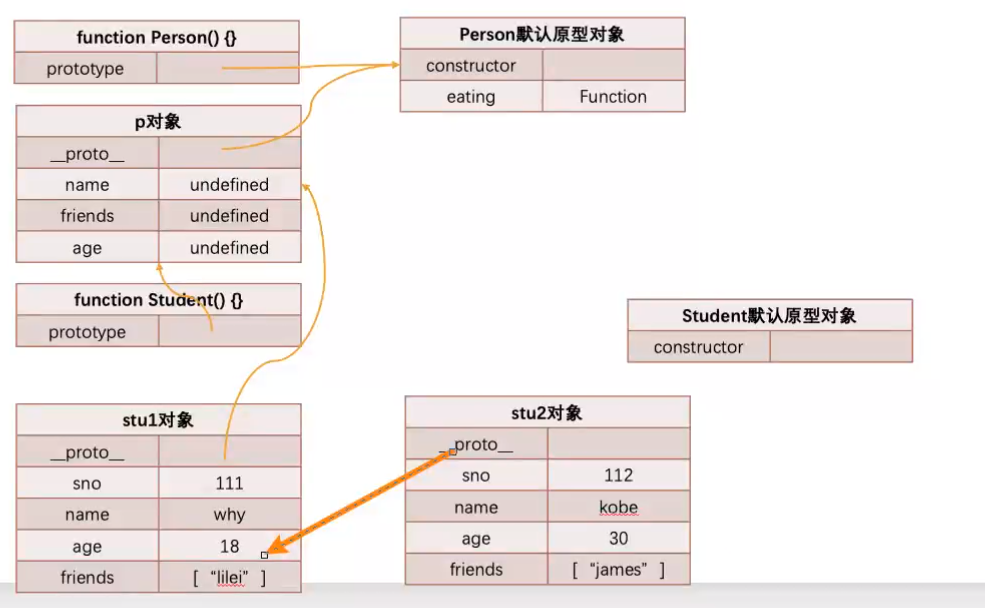 function Person() {}
prototype
Person默认原型对象
constructor
eating Function
p对象
__proto__
name undefined
friends undefined
age undefined
function Student() {}
prototype
Student默认原型对象
constructor
stu1对象
__proto__
sno 111
name why
age 18
friends [ “lilei” ]
stu2对象
__proto__
sno 112
name kobe
age 30
friends [ “james” ]